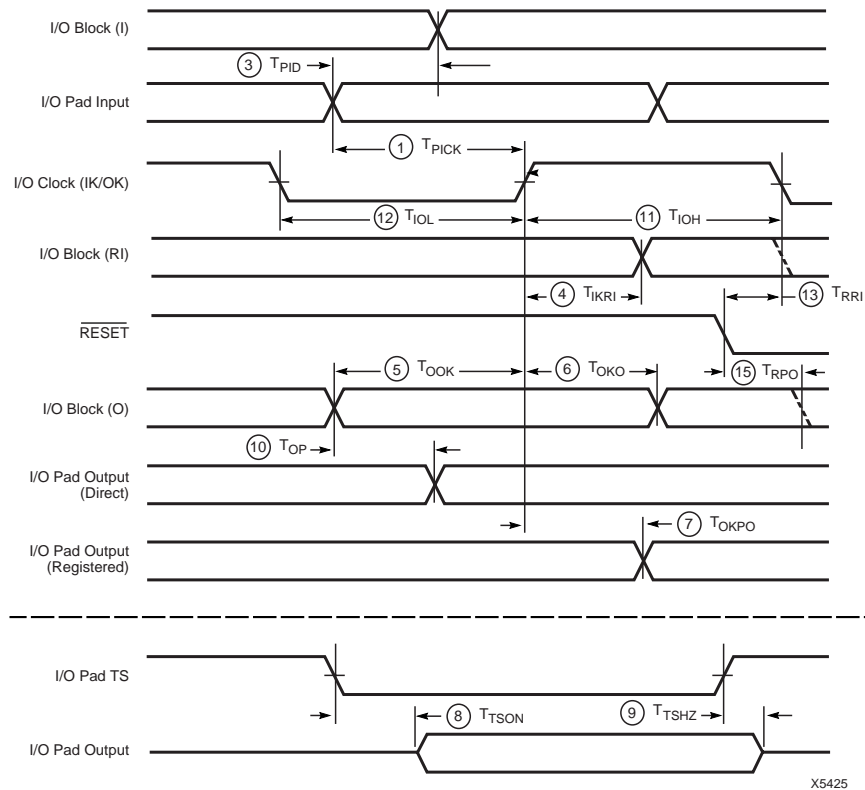 I/O Block (I)
3 TPID
I/O Pad Input
1 TPICK
I/O Clock (IK/OK)
12 TIOL
11 TIOH
I/O Block (RI)
4 TIKRI
13 TRRI
RESET
5 TOOK
6 TOKO
15 TRPO
I/O Block (O)
10 TOP
I/O Pad Output
(Direct)
7 TOKPO
I/O Pad Output
(Registered)
I/O Pad TS
8 TTSON
9 TTSHZ
I/O Pad Output
X5425